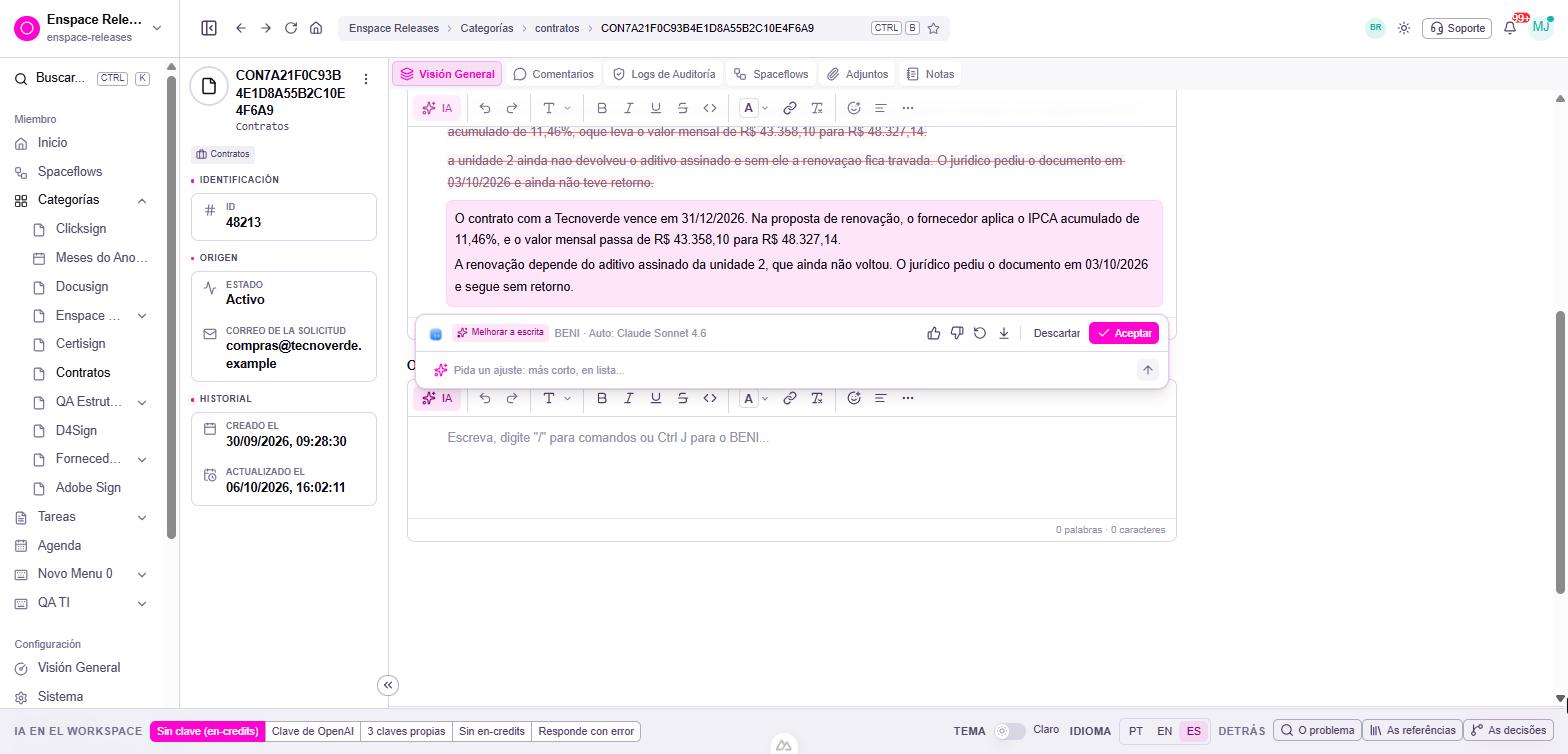 Enspace Rele...
enspace-releases
Enspace Releases
Categorías
contratos
CON7A21F0C93B4E1D8A55B2C10E4F6A9
CTRL B
BR
Soporte
99+
MJ
Buscar... CTRL K
Miembro
Inicio
Spaceflows
Categorías
Clicksign
Meses do Ano...
Docusign
Enspace ...
Certisign
Contratos
QA Estrut...
D4Sign
Forneced...
Adobe Sign
Tareas
Agenda
Novo Menu 0
QA TI
Configuración
Visión General
Sistema
CON7A21F0C93B
4E1D8A55B2C10E
4F6A9
Contratos
Contratos
IDENTIFICACIÓN
ID
48213
ORIGEN
ESTADO
Activo
CORREO DE LA SOLICITUD
compras@tecnoverde.
example
HISTORIAL
CREADO EL
30/09/2026, 09:28:30
ACTUALIZADO EL
06/10/2026, 16:02:11
Visión General
Comentarios
Logs de Auditoría
Spaceflows
Adjuntos
Notas
IA T B I U S A
acumulado de 11,46%, oque leva o valor mensal de R$ 43.358,10 para R$ 48.327,14.
a unidade 2 ainda nao devolveu o aditivo assinado e sem ele a renovaçao fica travada. O juridico pediu o documento em
03/10/2026 e ainda não teve retorno.
O contrato com a Tecnoverde vence em 31/12/2026. Na proposta de renovação, o fornecedor aplica o IPCA acumulado de
11,46%, e o valor mensal passa de R$ 43.358,10 para R$ 48.327,14.
A renovação depende do aditivo assinado da unidade 2, que ainda não voltou. O jurídico pediu o documento em 03/10/2026
e segue sem retorno.
Melhorar a escrita
BENI · Auto: Claude Sonnet 4.6
Descartar
Aceptar
Pida un ajuste: más corto, en lista...
IA T B I U S A
Escreva, digite "/" para comandos ou Ctrl J para o BENI...
0 palabras · 0 caracteres
IA EN EL WORKSPACE
Sin clave (en-credits)
Clave de OpenAI
3 claves propias
Sin en-credits
Responde con error
TEMA
Claro
IDIOMA
PT
EN
ES
DETRÁS
O problema
As referências
As decisões